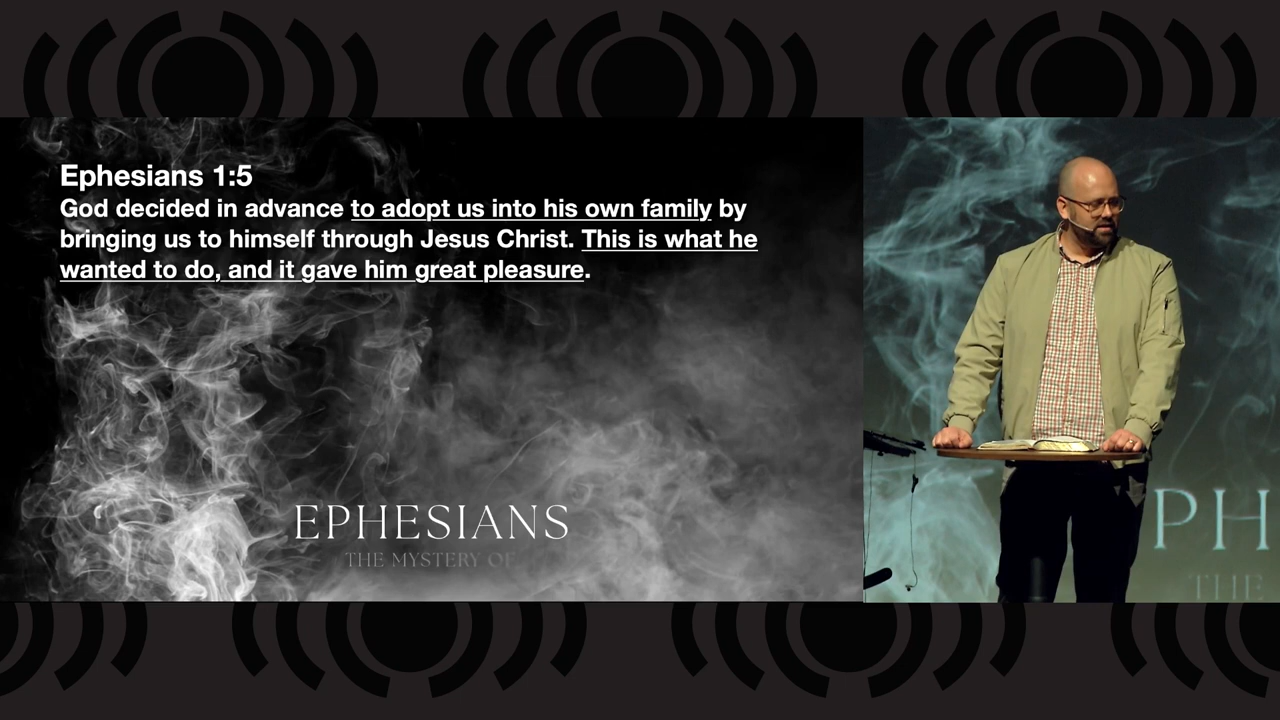 Ephesians 1:5
God decided in advance to adopt us into his own family by
bringing us to himself through Jesus Christ. This is what he
wanted to do, and it gave him great pleasure.
EPHESIANS
THE MYSTERY OF
PH
THE